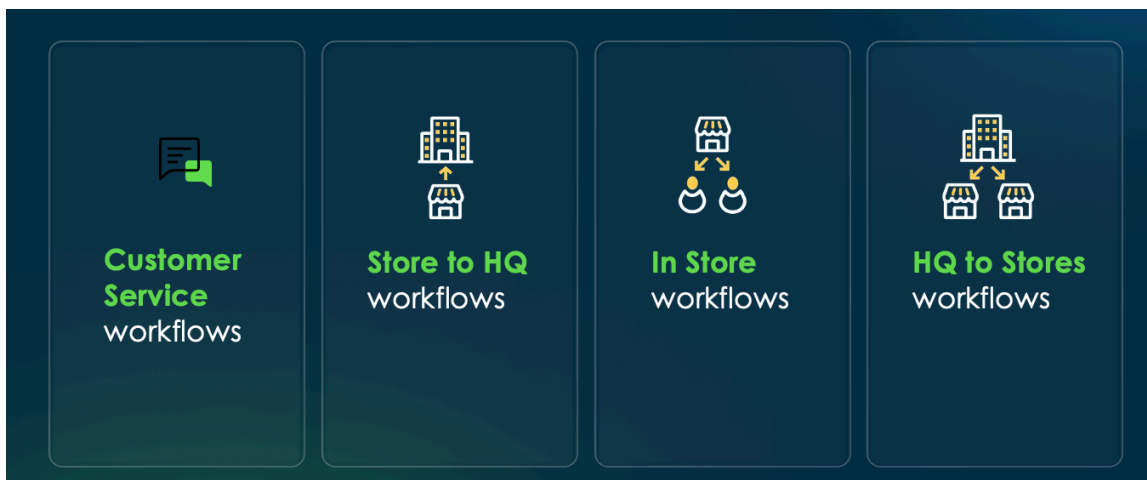 Customer
Service
workflows
Store to HQ
workflows
In Store
workflows
HQ to Stores
workflows